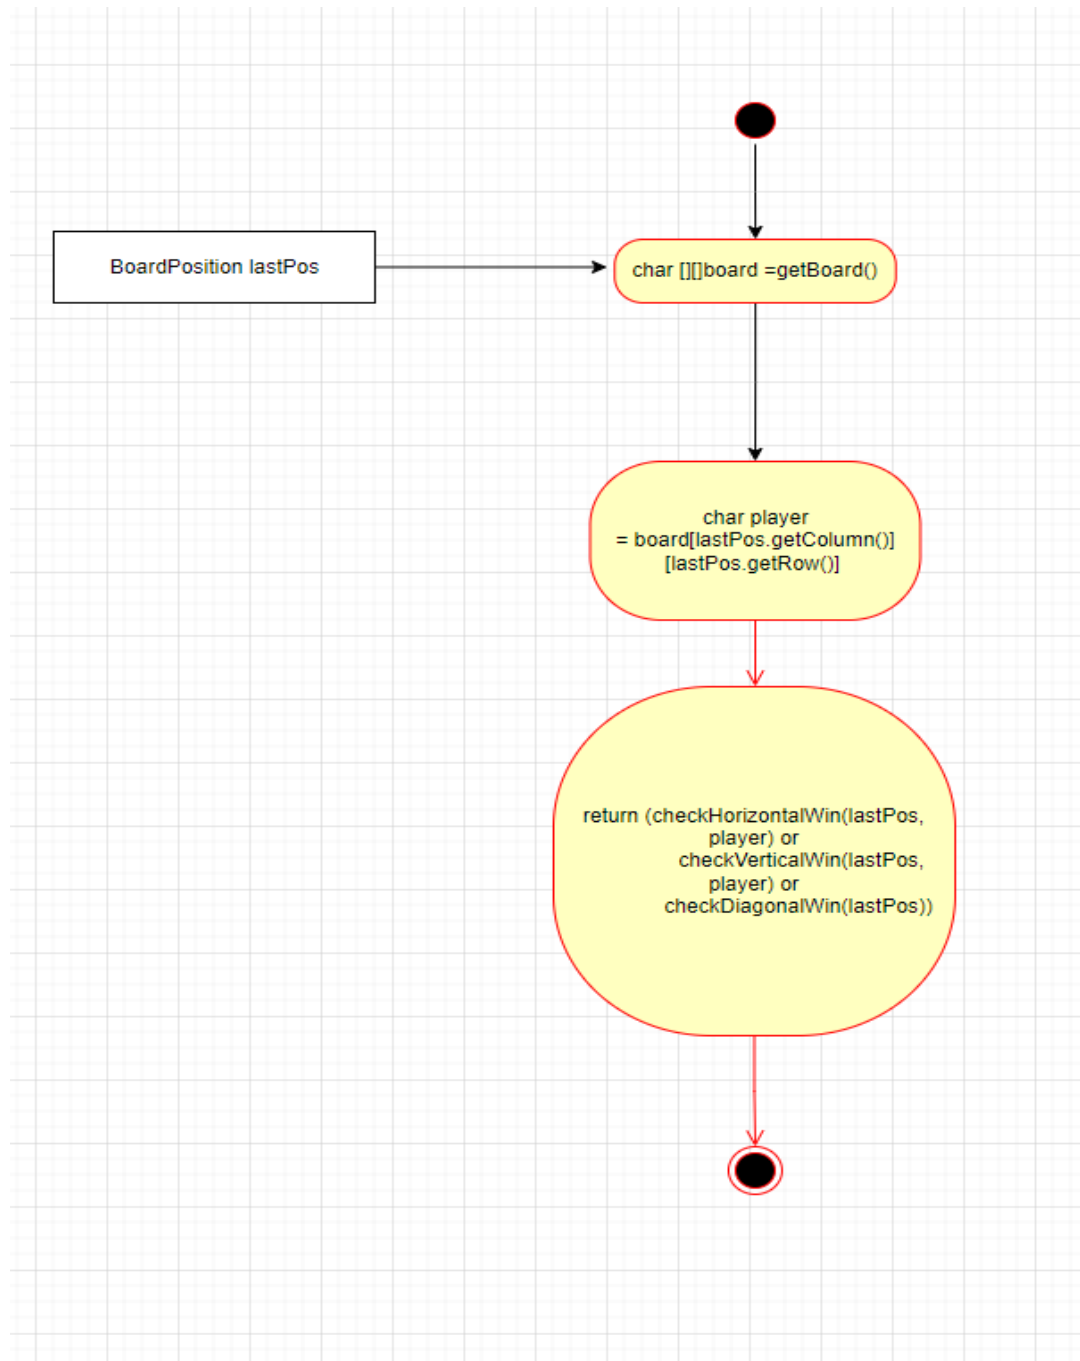 BoardPosition lastPos
char [][]board =getBoard()
char player
= board[lastPos.getColumn()]
[lastPos.getRow()]
return (checkHorizontalWin(lastPos,
player) or
checkVerticalWin(lastPos,
player) or
checkDiagonalWin(lastPos))